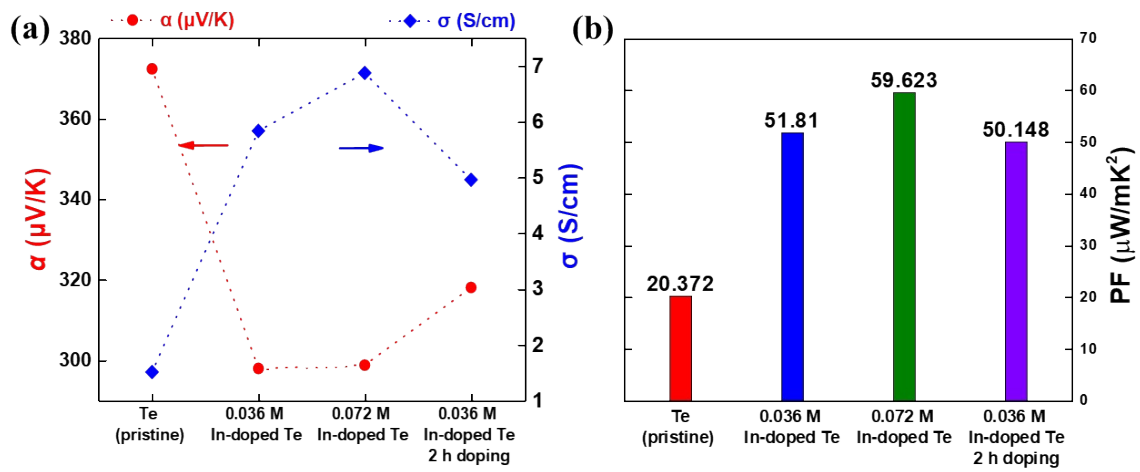 (a)
α (µV/K)
σ (S/cm)
380
360
340
320
300
α (µV/K)
7
6
5
4
3
2
1
σ (S/cm)
Te
(pristine)
0.036 M
In-doped Te
0.072 M
In-doped Te
0.036 M
In-doped Te
2 h doping
(b)
20.372
51.81
59.623
50.148
70
60
50
40
30
20
10
0
PF (µW/mK²)
Te
(pristine)
0.036 M
In-doped Te
0.072 M
In-doped Te
0.036 M
In-doped Te
2 h doping